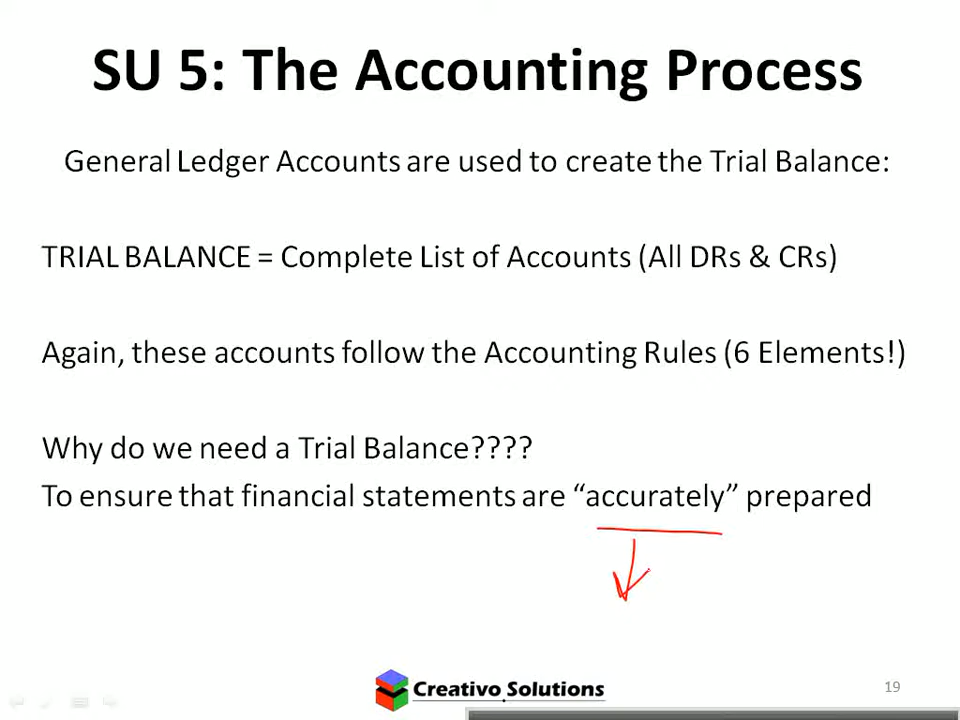 SU 5: The Accounting Process
General Ledger Accounts are used to create the Trial Balance:
TRIAL BALANCE = Complete List of Accounts (All DRs & CRs)
Again, these accounts follow the Accounting Rules (6 Elements!)
Why do we need a Trial Balance????
To ensure that financial statements are “accurately” prepared
Creativo Solutions
19